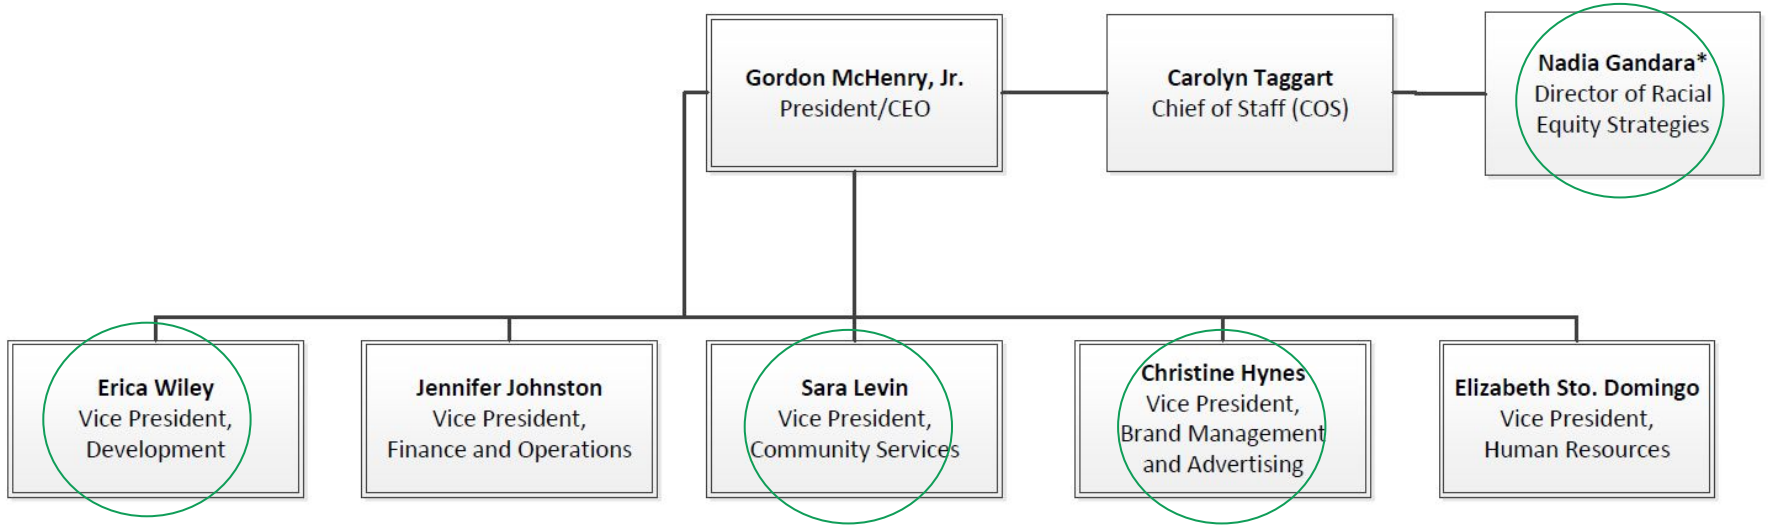 Gordon McHenry, Jr.
President/CEO
Carolyn Taggart
Chief of Staff (COS)
Nadia Gandara*
Director of Racial
Equity Strategies
Erica Wiley
Vice President,
Development
Jennifer Johnston
Vice President,
Finance and Operations
Sara Levin
Vice President,
Community Services
Christine Hynes
Vice President,
Brand Management
and Advertising
Elizabeth Sto. Domingo
Vice President,
Human Resources